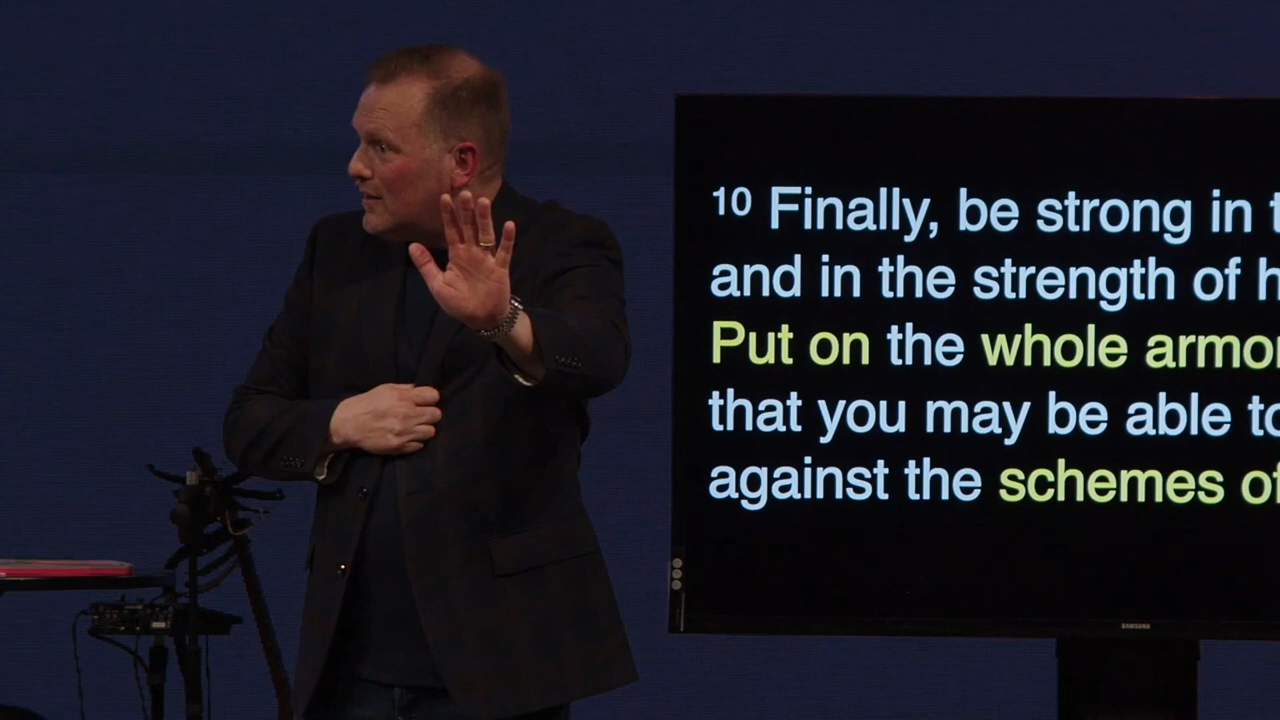 10 Finally, be strong in
and in the strength of
Put on the whole
that you may be able
against the schemes
SAMSUNG